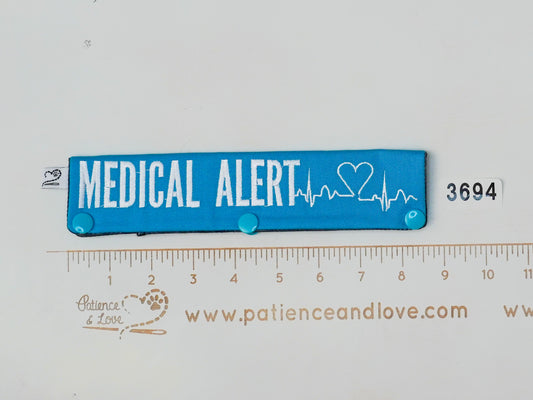 MEDICAL ALERT
3694
1 2 3 4 5 6 7 8 9 10 11
Patience
& Love
www.patienceandlove.com
ww